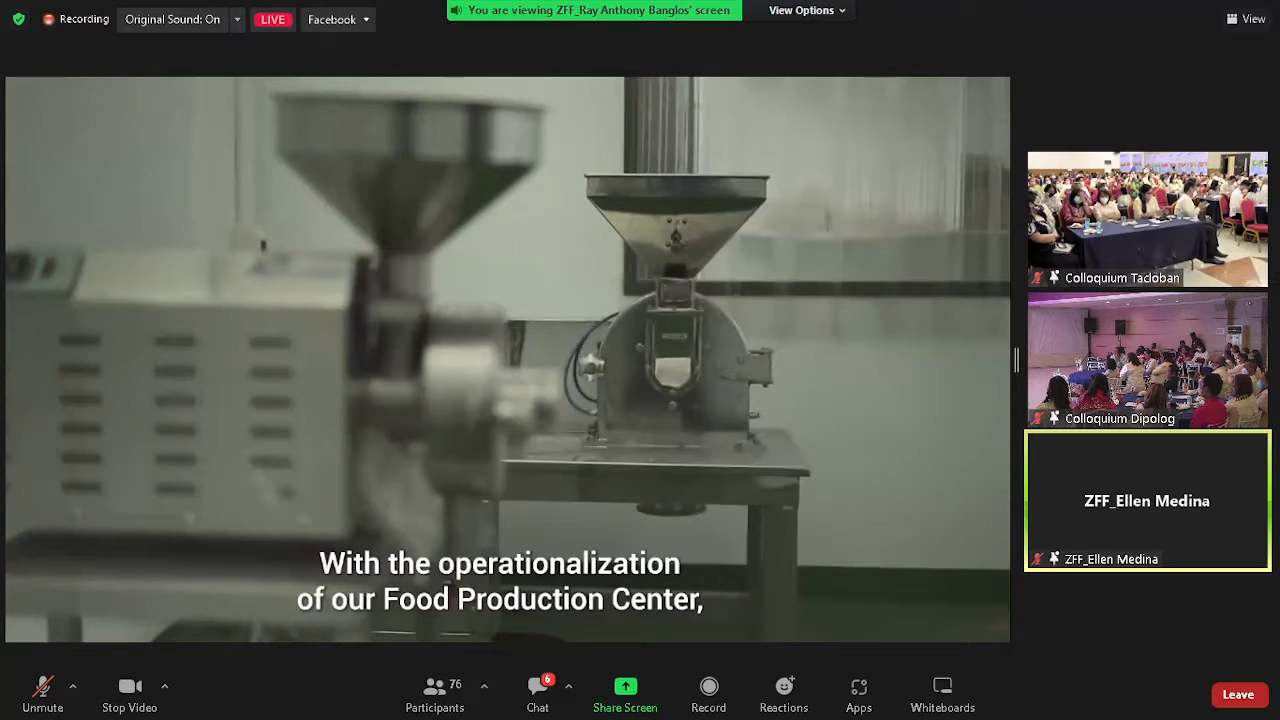 Recording
Original Sound: On
LIVE
Facebook
You are viewing ZFF_Ray Anthony Banglos' screen
View Options
View
Colloquium Tacloban
Colloquium Dipolog
ZFF_Ellen Medina
ZFF_Ellen Medina
With the operationalization
of our Food Production Center,
Unmute
Stop Video
76
Participants
6
Chat
Share Screen
Record
Reactions
Apps
Whiteboards
Leave